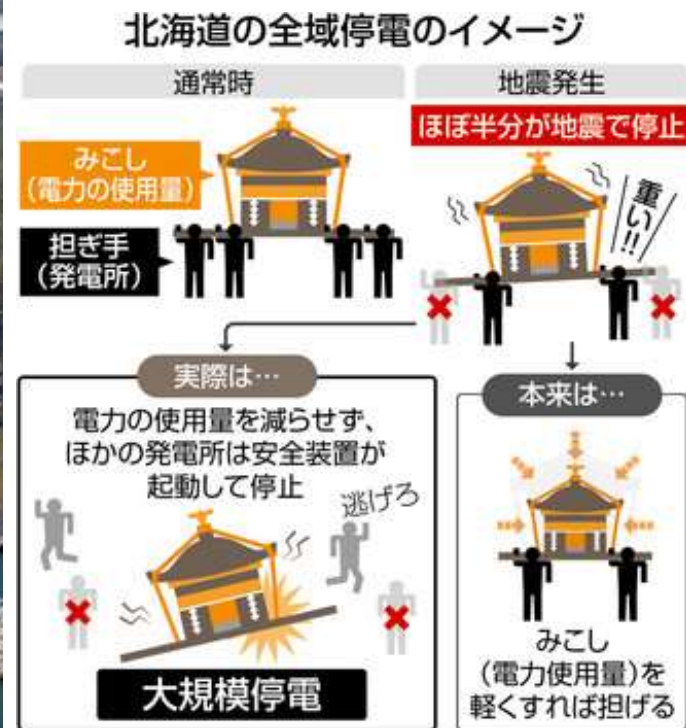 北海道の全域停電のイメージ
通常時
みこし
（電力の使用量）
担ぎ手
（発電所）
地震発生
ほぼ半分が地震で停止
重い!!
実際は…
電力の使用量を減らせず、
ほかの発電所は安全装置が
起動して停止
逃げろ
大規模停電
本来は…
みこし
（電力使用量）を
軽くすれば担げる